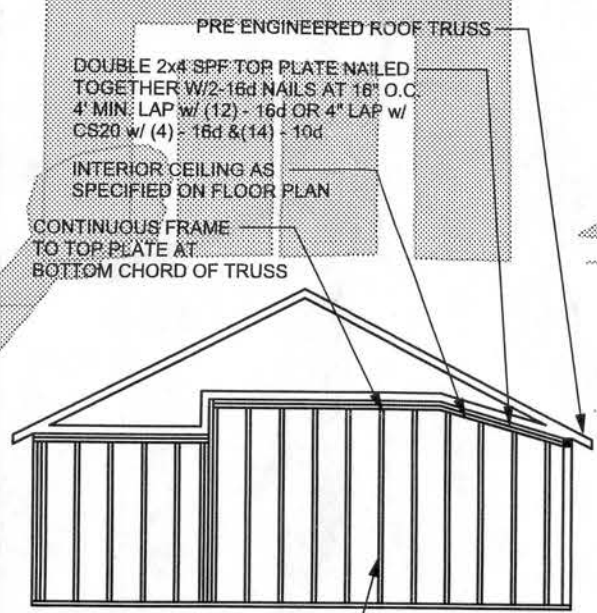 PRE ENGINEERED ROOF TRUSS
DOUBLE 2x4 SPF TOP PLATE NAILED
TOGETHER W/2-16d NAILS AT 16" O.C.
4' MIN. LAP w/ (12) - 16d OR 4" LAP w/
CS20 w/ (4) - 16d &(14) - 10d
INTERIOR CEILING AS
SPECIFIED ON FLOOR PLAN
CONTINUOUS FRAME
TO TOP PLATE AT
BOTTOM CHORD OF TRUSS